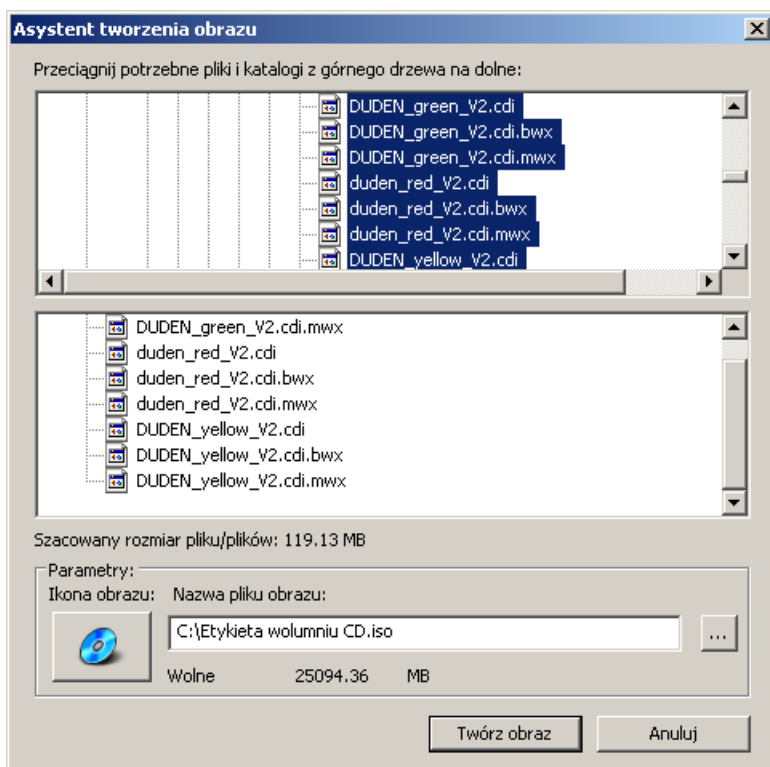 Asystent tworzenia obrazu
Przeciągnij potrzebne pliki i katalogi z górnego drzewa na dolne:
DUDEN_green_V2.cdi
DUDEN_green_V2.cdi.bwx
DUDEN_green_V2.cdi.mwx
duden_red_V2.cdi
duden_red_V2.cdi.bwx
duden_red_V2.cdi.mwx
DUDEN_yellow_V2.cdi
DUDEN_green_V2.cdi.mwx
duden_red_V2.cdi
duden_red_V2.cdi.bwx
duden_red_V2.cdi.mwx
DUDEN_yellow_V2.cdi
DUDEN_yellow_V2.cdi.bwx
DUDEN_yellow_V2.cdi.mwx
Szacowany rozmiar pliku/plików: 119.13 MB
Parametry:
Ikona obrazu: Nazwa pliku obrazu:
C:\Etykieta wolumniu CD.iso
...
Wolne 25094.36 MB
Twórz obraz Anuluj